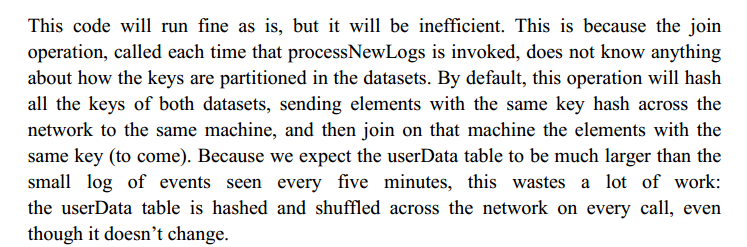 This code will run fine as is, but it will be inefficient. This is because the join
operation, called each time that processNewLogs is invoked, does not know anything
about how the keys are partitioned in the datasets. By default, this operation will hash
all the keys of both datasets, sending elements with the same key hash across the
network to the same machine, and then join on that machine the elements with the
same key (to come). Because we expect the userData table to be much larger than the
small log of events seen every five minutes, this wastes a lot of work:
the userData table is hashed and shuffled across the network on every call, even
though it doesn’t change.